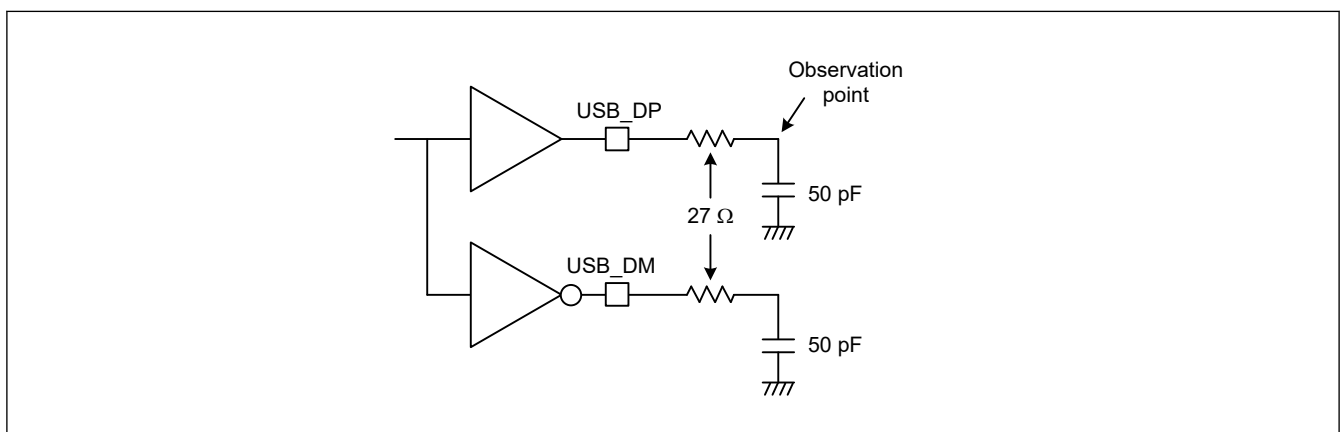 Observation
point
USB_DP
50 pF
27 Ω
USB_DM
50 pF